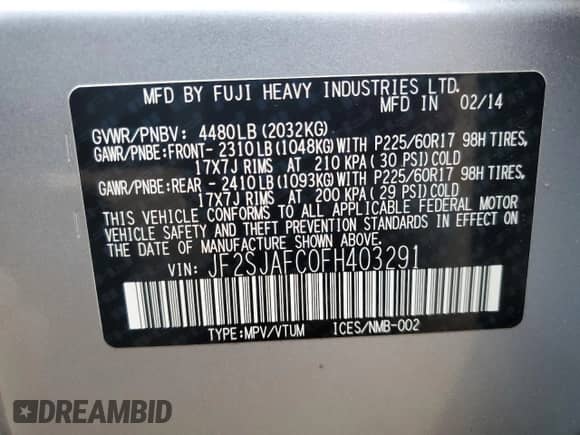 MFD BY FUJI HEAVY INDUSTRIES LTD.
MFD IN 02/14
GVWR/PNBV: 4480LB(2032KG)
GAWR/PNBE:FRONT- 2310LB(1048KG)WITH P225/60R17 98H TIRES,
17X7J RIMS AT 210 KPA( 30 PSI)COLD
GAWR/PNBE:REAR - 2410LB(1093KG)WITH P225/60R17 98H TIRES,
17X7J RIMS AT 200 KPA( 29 PSI)COLD
THIS VEHICLE CONFORMS TO ALL APPLICABLE FEDERAL MOTOR
VEHICLE SAFETY AND THEFT PREVENTION STANDARDS IN EFFECT ON
THE DATE OF MANUFACTURE SHOWN ABOVE.
VIN: JF2SJAFC0FH403291
TYPE:MPV/VTUM ICES/NMB-002
DREAMBID